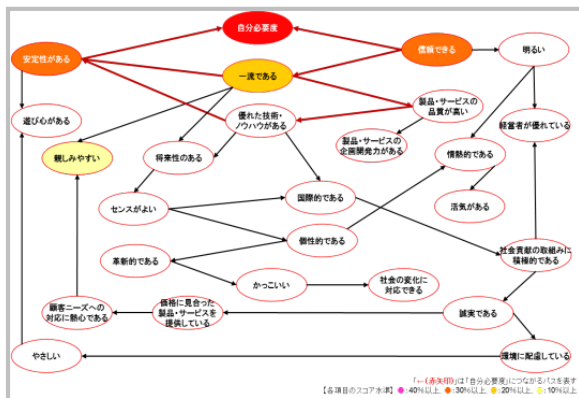 自分必要度
安定性がある
信頼できる
明るい
一流である
遊び心がある
優れた技術・
ノウハウがある
製品・サービスの
品質が高い
経営者が優れている
親しみやすい
将来性のある
製品・サービスの
企画開発力がある
情熱的である
センスがよい
国際的である
活気がある
個性的である
革新的である
社会貢献の取組みに
積極的である
かっこいい
社会の変化に
対応できる
顧客ニーズへの
対応に熱心である
価格に見合った
製品・サービスを
提供している
誠実である
やさしい
環境に配慮している
「←(赤矢印)」は「自分必要度」につながるパスを表す
【各項目のスコア水準】 ●:40%以上, ●:30%以上, ●:20%以上, ●:10%以上